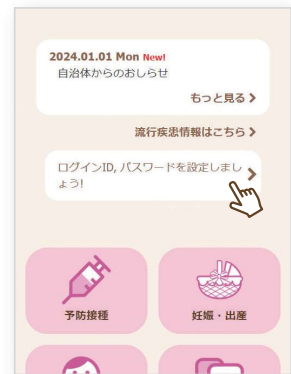 2024.01.01 Mon New!
自治体からのおしらせ
もっと見る
流行疾患情報はこちら
ログインID, パスワードを設定しまし
ょう!
予防接種
妊娠・出産